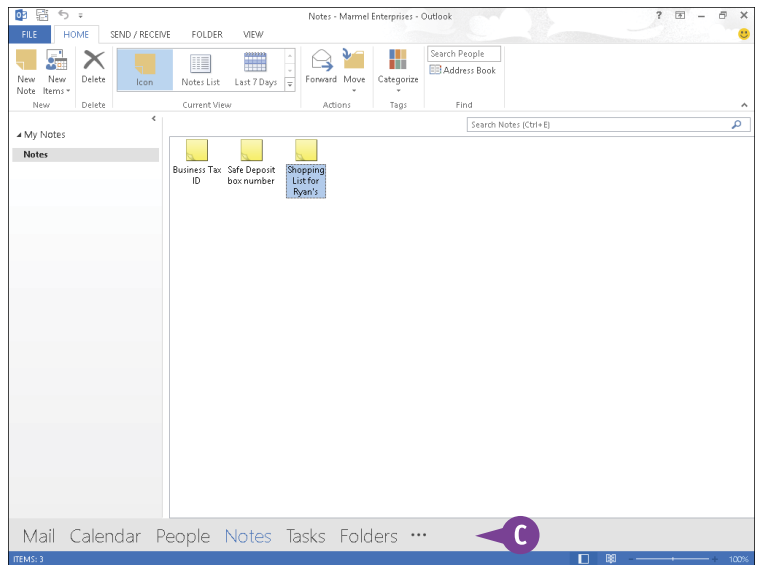 Notes - Marmel Enterprises - Outlook
?
FILE HOME SEND / RECEIVE FOLDER VIEW
New Note
New Items
Delete
Icon
Notes List
Last 7 Days
Forward
Move
Categorize
Search People
Address Book
New Delete Current View Actions Tags Find
Search Notes (Ctrl+E)
My Notes
Notes
Business Tax
ID
Safe Deposit
box number
Shopping
List for
Ryan's
Mail Calendar People Notes Tasks Folders ···
C
ITEMS: 3
100%